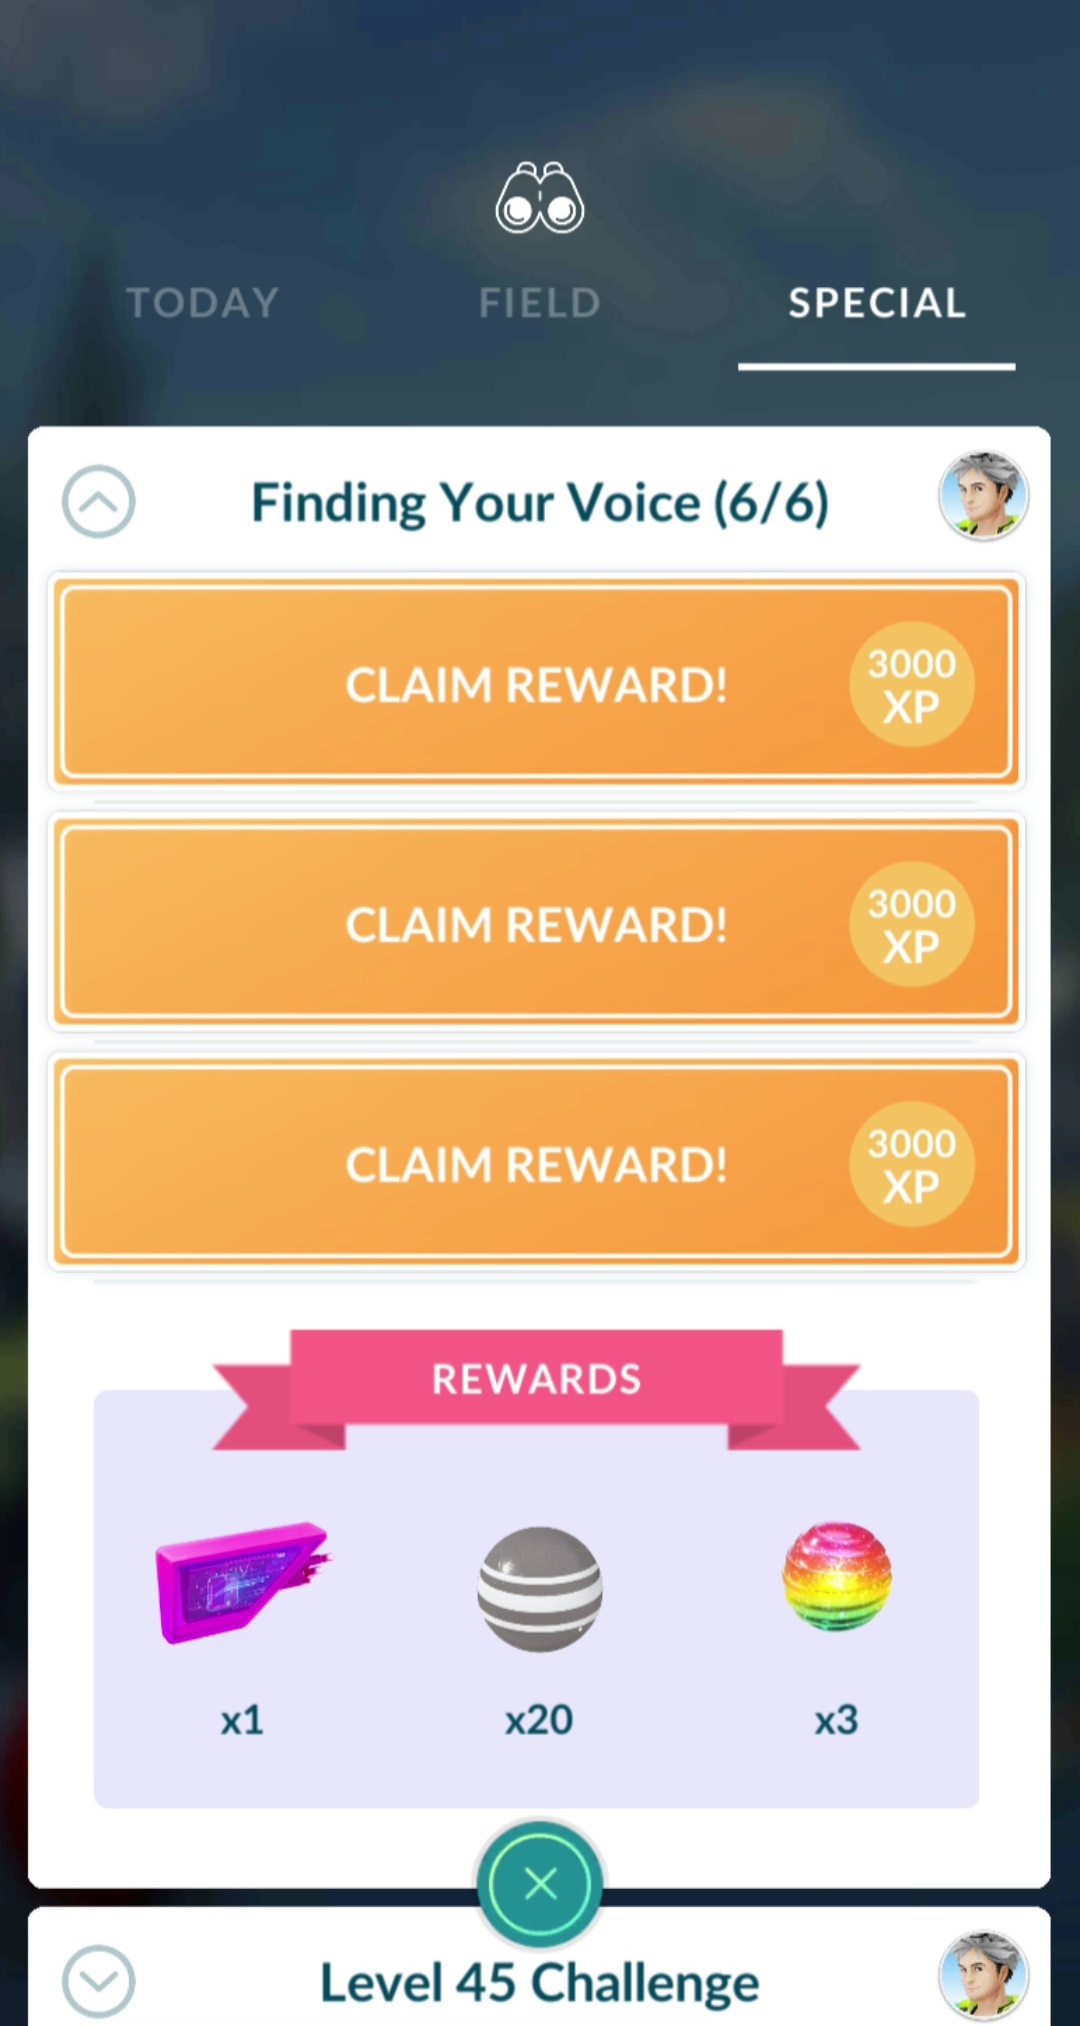 TODAY
FIELD
SPECIAL
Finding Your Voice (6/6)
CLAIM REWARD!
3000
XP
CLAIM REWARD!
3000
XP
CLAIM REWARD!
3000
XP
REWARDS
x1
x20
x3
Level 45 Challenge